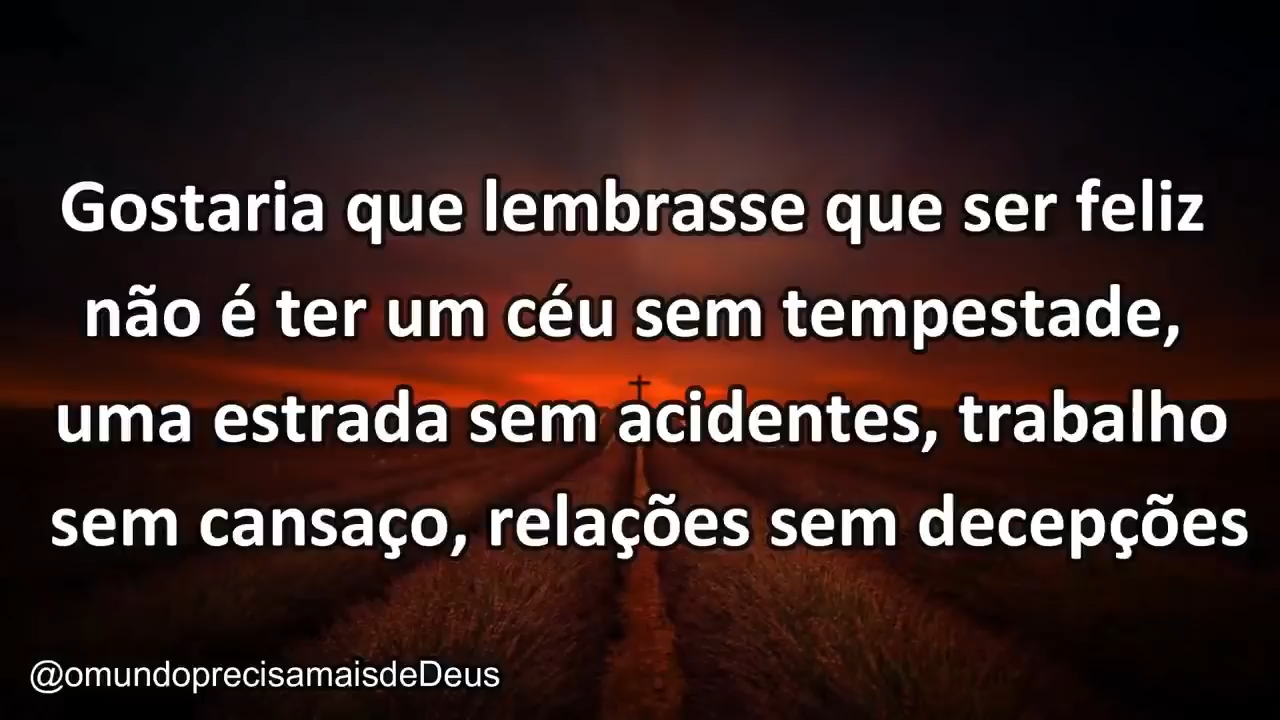 Gostaria que lembrasse que ser feliz
não é ter um céu sem tempestade,
uma estrada sem acidentes, trabalho
sem cansaço, relações sem decepções
@omundoprecisamaisdeDeus